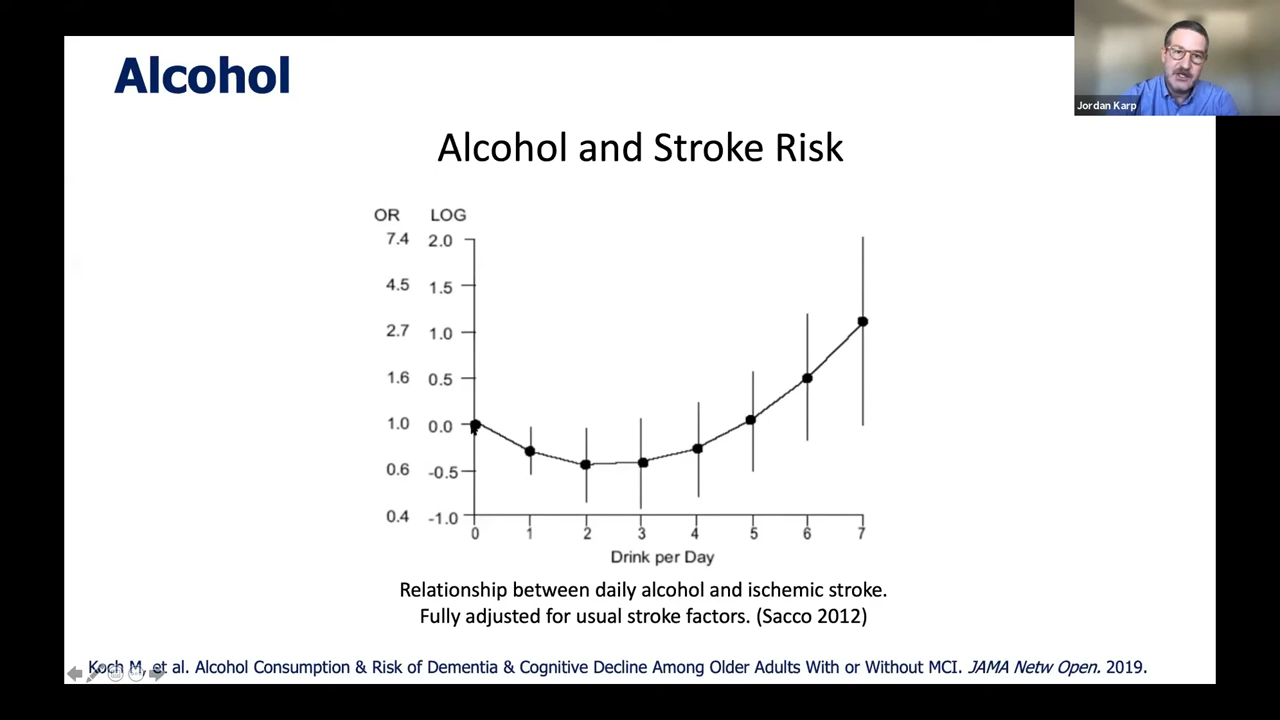 Alcohol
Jordan Karp
Alcohol and Stroke Risk
OR LOG
7.4 2.0
4.5 1.5
2.7 1.0
1.6 0.5
1.0 0.0
0.6 -0.5
0.4 -1.0
0 1 2 3 4 5 6 7
Drink per Day
Relationship between daily alcohol and ischemic stroke.
Fully adjusted for usual stroke factors. (Sacco 2012)
Koch M, et al. Alcohol Consumption & Risk of Dementia & Cognitive Decline Among Older Adults With or Without MCI. JAMA Netw Open. 2019.